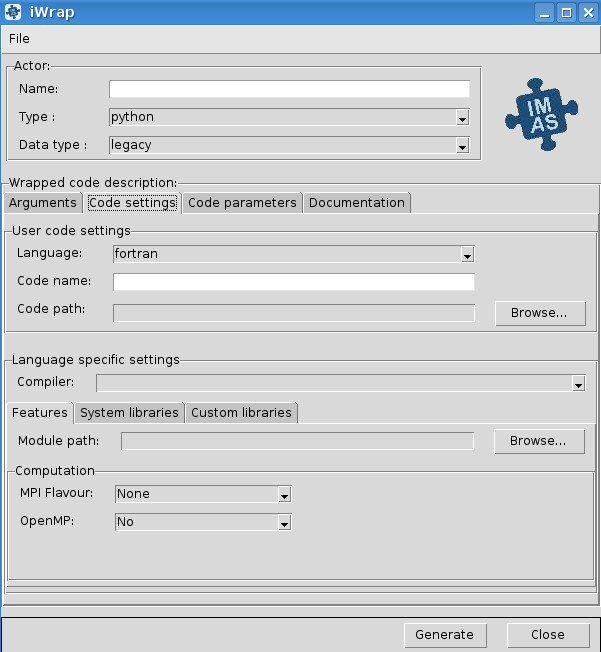 iWrap
File
Actor:
Name:
Type : python
Data type : legacy
IM
AS
Wrapped code description:
Arguments Code settings Code parameters Documentation
User code settings
Language: fortran
Code name:
Code path: Browse...
Language specific settings
Compiler:
Features System libraries Custom libraries
Module path: Browse...
Computation
MPI Flavour: None
OpenMP: No
Generate Close